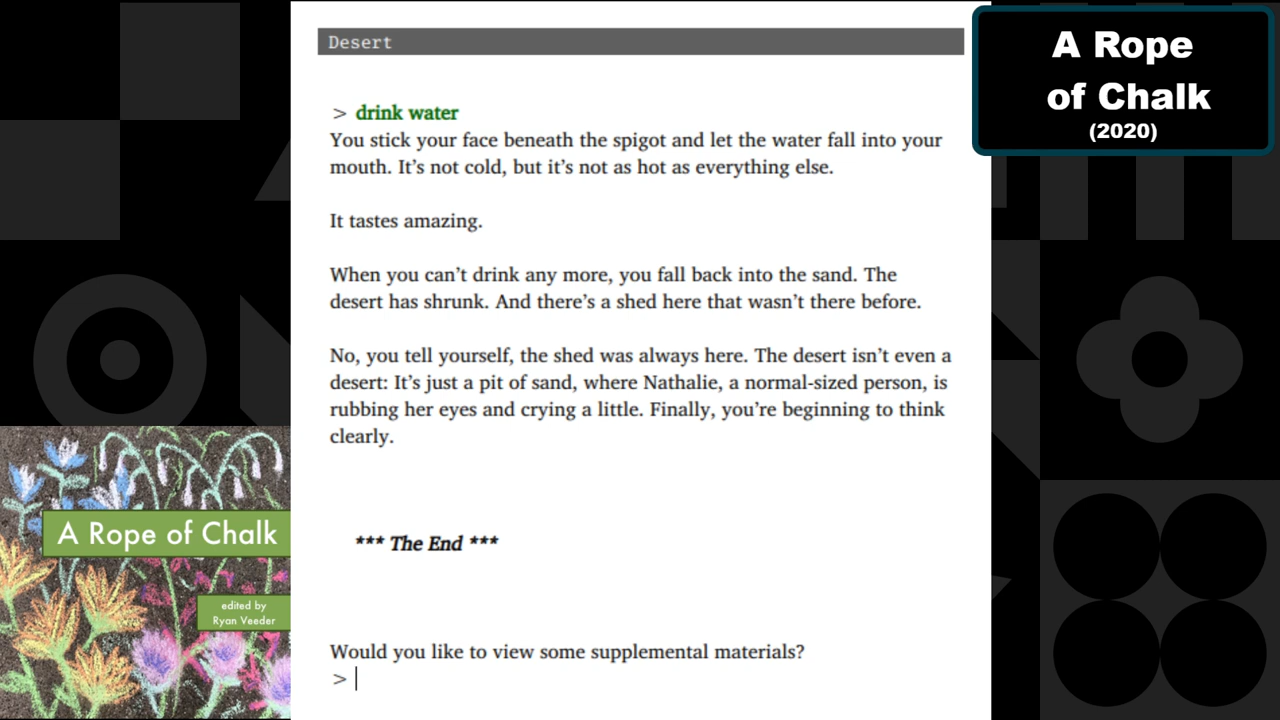 Desert
> drink water
You stick your face beneath the spigot and let the water fall into your
mouth. It’s not cold, but it’s not as hot as everything else.
It tastes amazing.
When you can’t drink any more, you fall back into the sand. The
desert has shrunk. And there’s a shed here that wasn’t there before.
No, you tell yourself, the shed was always here. The desert isn’t even a
desert: It’s just a pit of sand, where Nathalie, a normal-sized person, is
rubbing her eyes and crying a little. Finally, you’re beginning to think
clearly.
*** The End ***
Would you like to view some supplemental materials?
>
A Rope
of Chalk
(2020)
A Rope of Chalk
edited by
Ryan Veeder